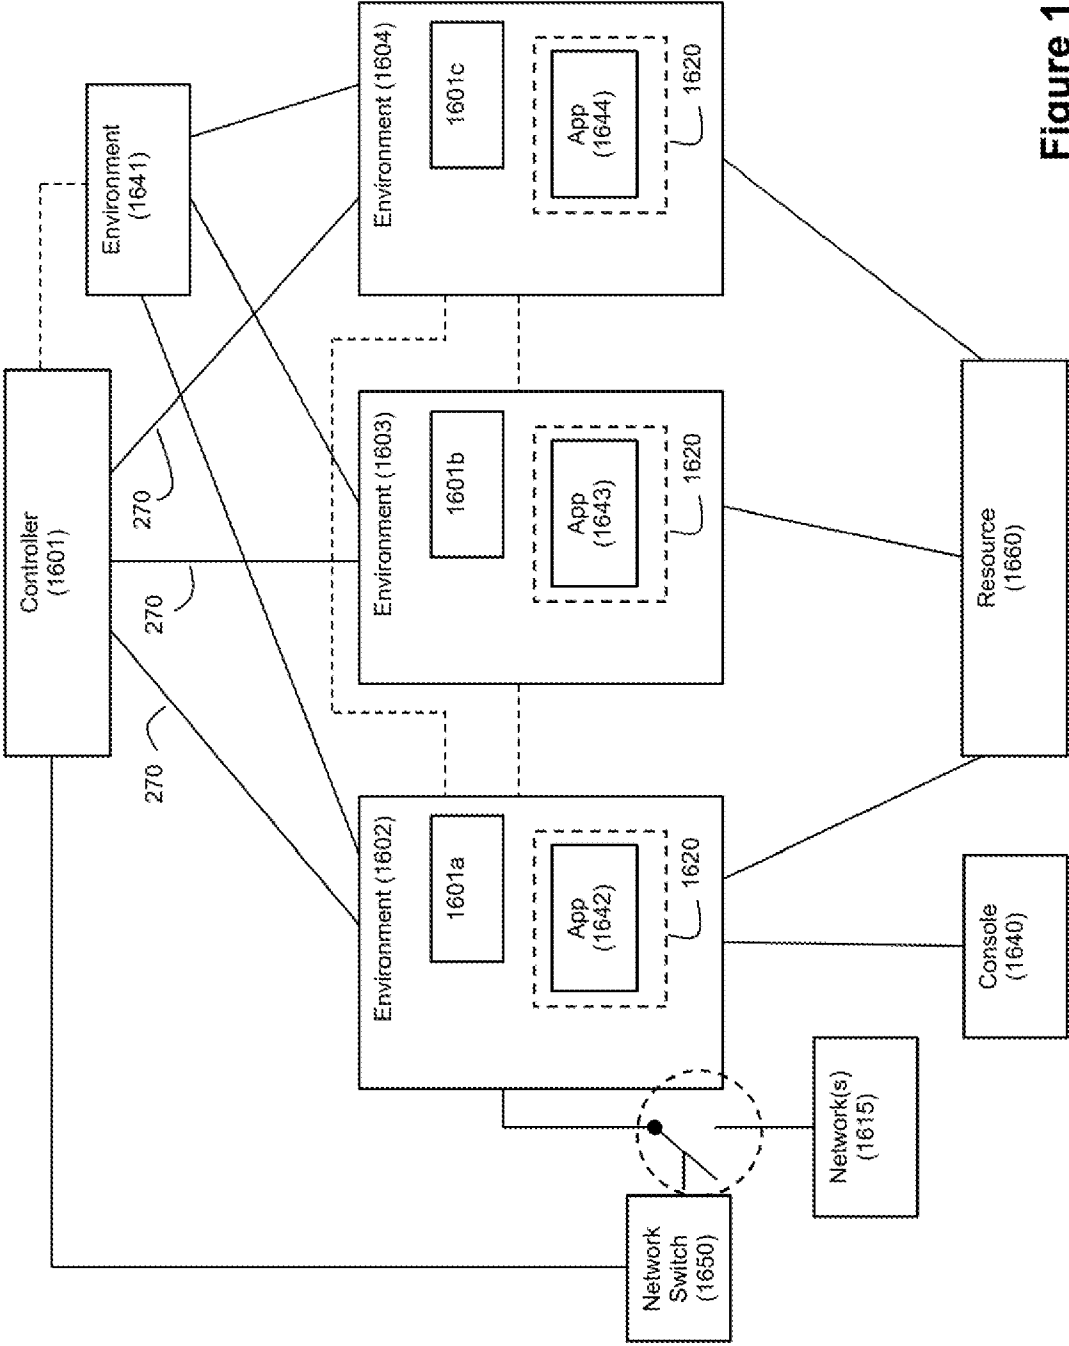 Figure 1
Controller
(1601)
Environment
(1641)
270
270
270
Environment (1602)
1601a
App
(1642)
1620
Environment (1603)
1601b
App
(1643)
1620
Environment (1604)
1601c
App
(1644)
1620
Network
Switch
(1650)
Network(s)
(1615)
Console
(1640)
Resource
(1660)